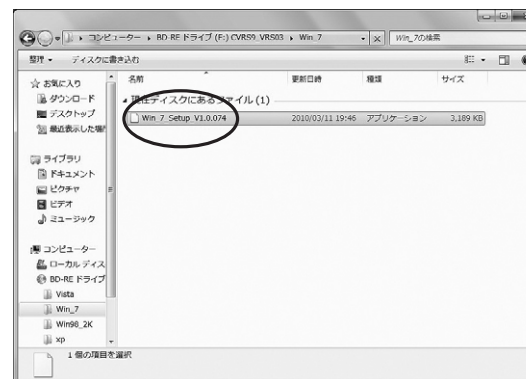 コンピューター ▸ BD-RE ドライブ (F:) CVRS9_VRS03 ▸ Win_7
Win_7の検索
整理 ▾ ディスクに書き込む
お気に入り
ダウンロード
デスクトップ
最近表示した場所
ライブラリ
ドキュメント
ピクチャ
ビデオ
ミュージック
コンピューター
ローカル ディス
BD-RE ドライブ
Vista
Win_7
Win98_2K
xp
名前 更新日時 種類 サイズ
現在ディスクにあるファイル (1)
Win_7_Setup_V1.0.074 2010/03/11 19:46 アプリケーション 3,189 KB
1 個の項目を選択